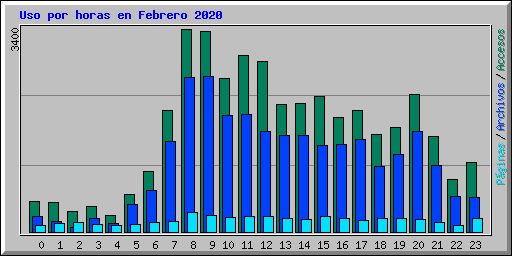 Uso por horas en Febrero 2020
3400
Páginas / Archivos / Accesos
0 1 2 3 4 5 6 7 8 9 10 11 12 13 14 15 16 17 18 19 20 21 22 23